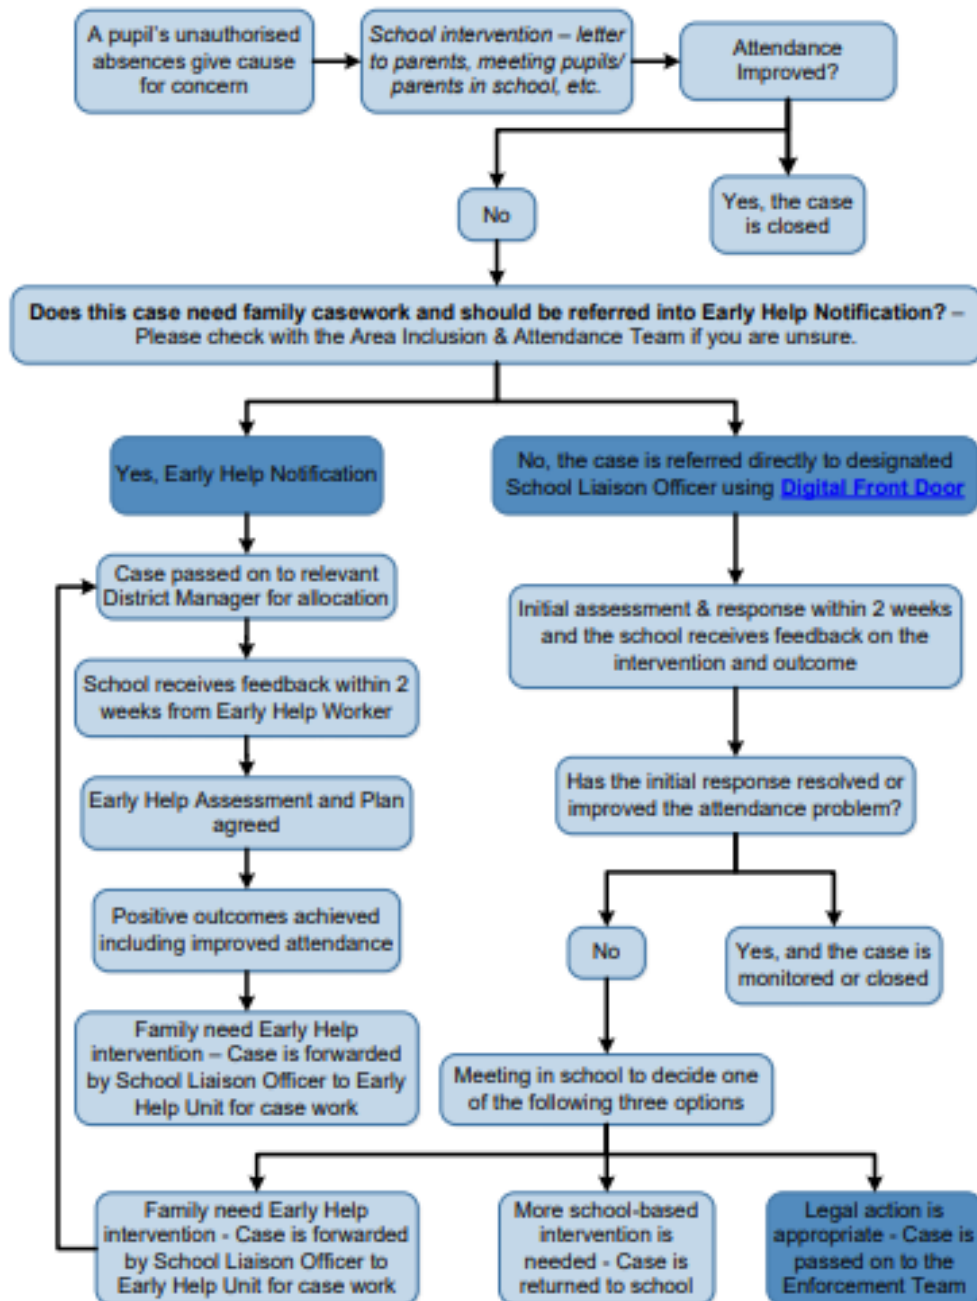 A pupil's unauthorised
absences give cause
for concern
School intervention – letter
to parents, meeting pupils/
parents in school, etc.
Attendance
Improved?
No
Yes, the case
is closed
Does this case need family casework and should be referred into Early Help Notification? –
Please check with the Area Inclusion & Attendance Team if you are unsure.
Yes, Early Help Notification
No, the case is referred directly to designated
School Liaison Officer using Digital Front Door
Case passed on to relevant
District Manager for allocation
Initial assessment & response within 2 weeks
and the school receives feedback on the
intervention and outcome
School receives feedback within 2
weeks from Early Help Worker
Has the initial response resolved or
improved the attendance problem?
Early Help Assessment and Plan
agreed
Positive outcomes achieved
including improved attendance
No
Yes, and the case is
monitored or closed
Family need Early Help
intervention – Case is forwarded
by School Liaison Officer to Early
Help Unit for case work
Meeting in school to decide one
of the following three options
Family need Early Help
intervention - Case is forwarded
by School Liaison Officer to
Early Help Unit for case work
More school-based
intervention is
needed - Case is
returned to school
Legal action is
appropriate - Case is
passed on to the
Enforcement Team